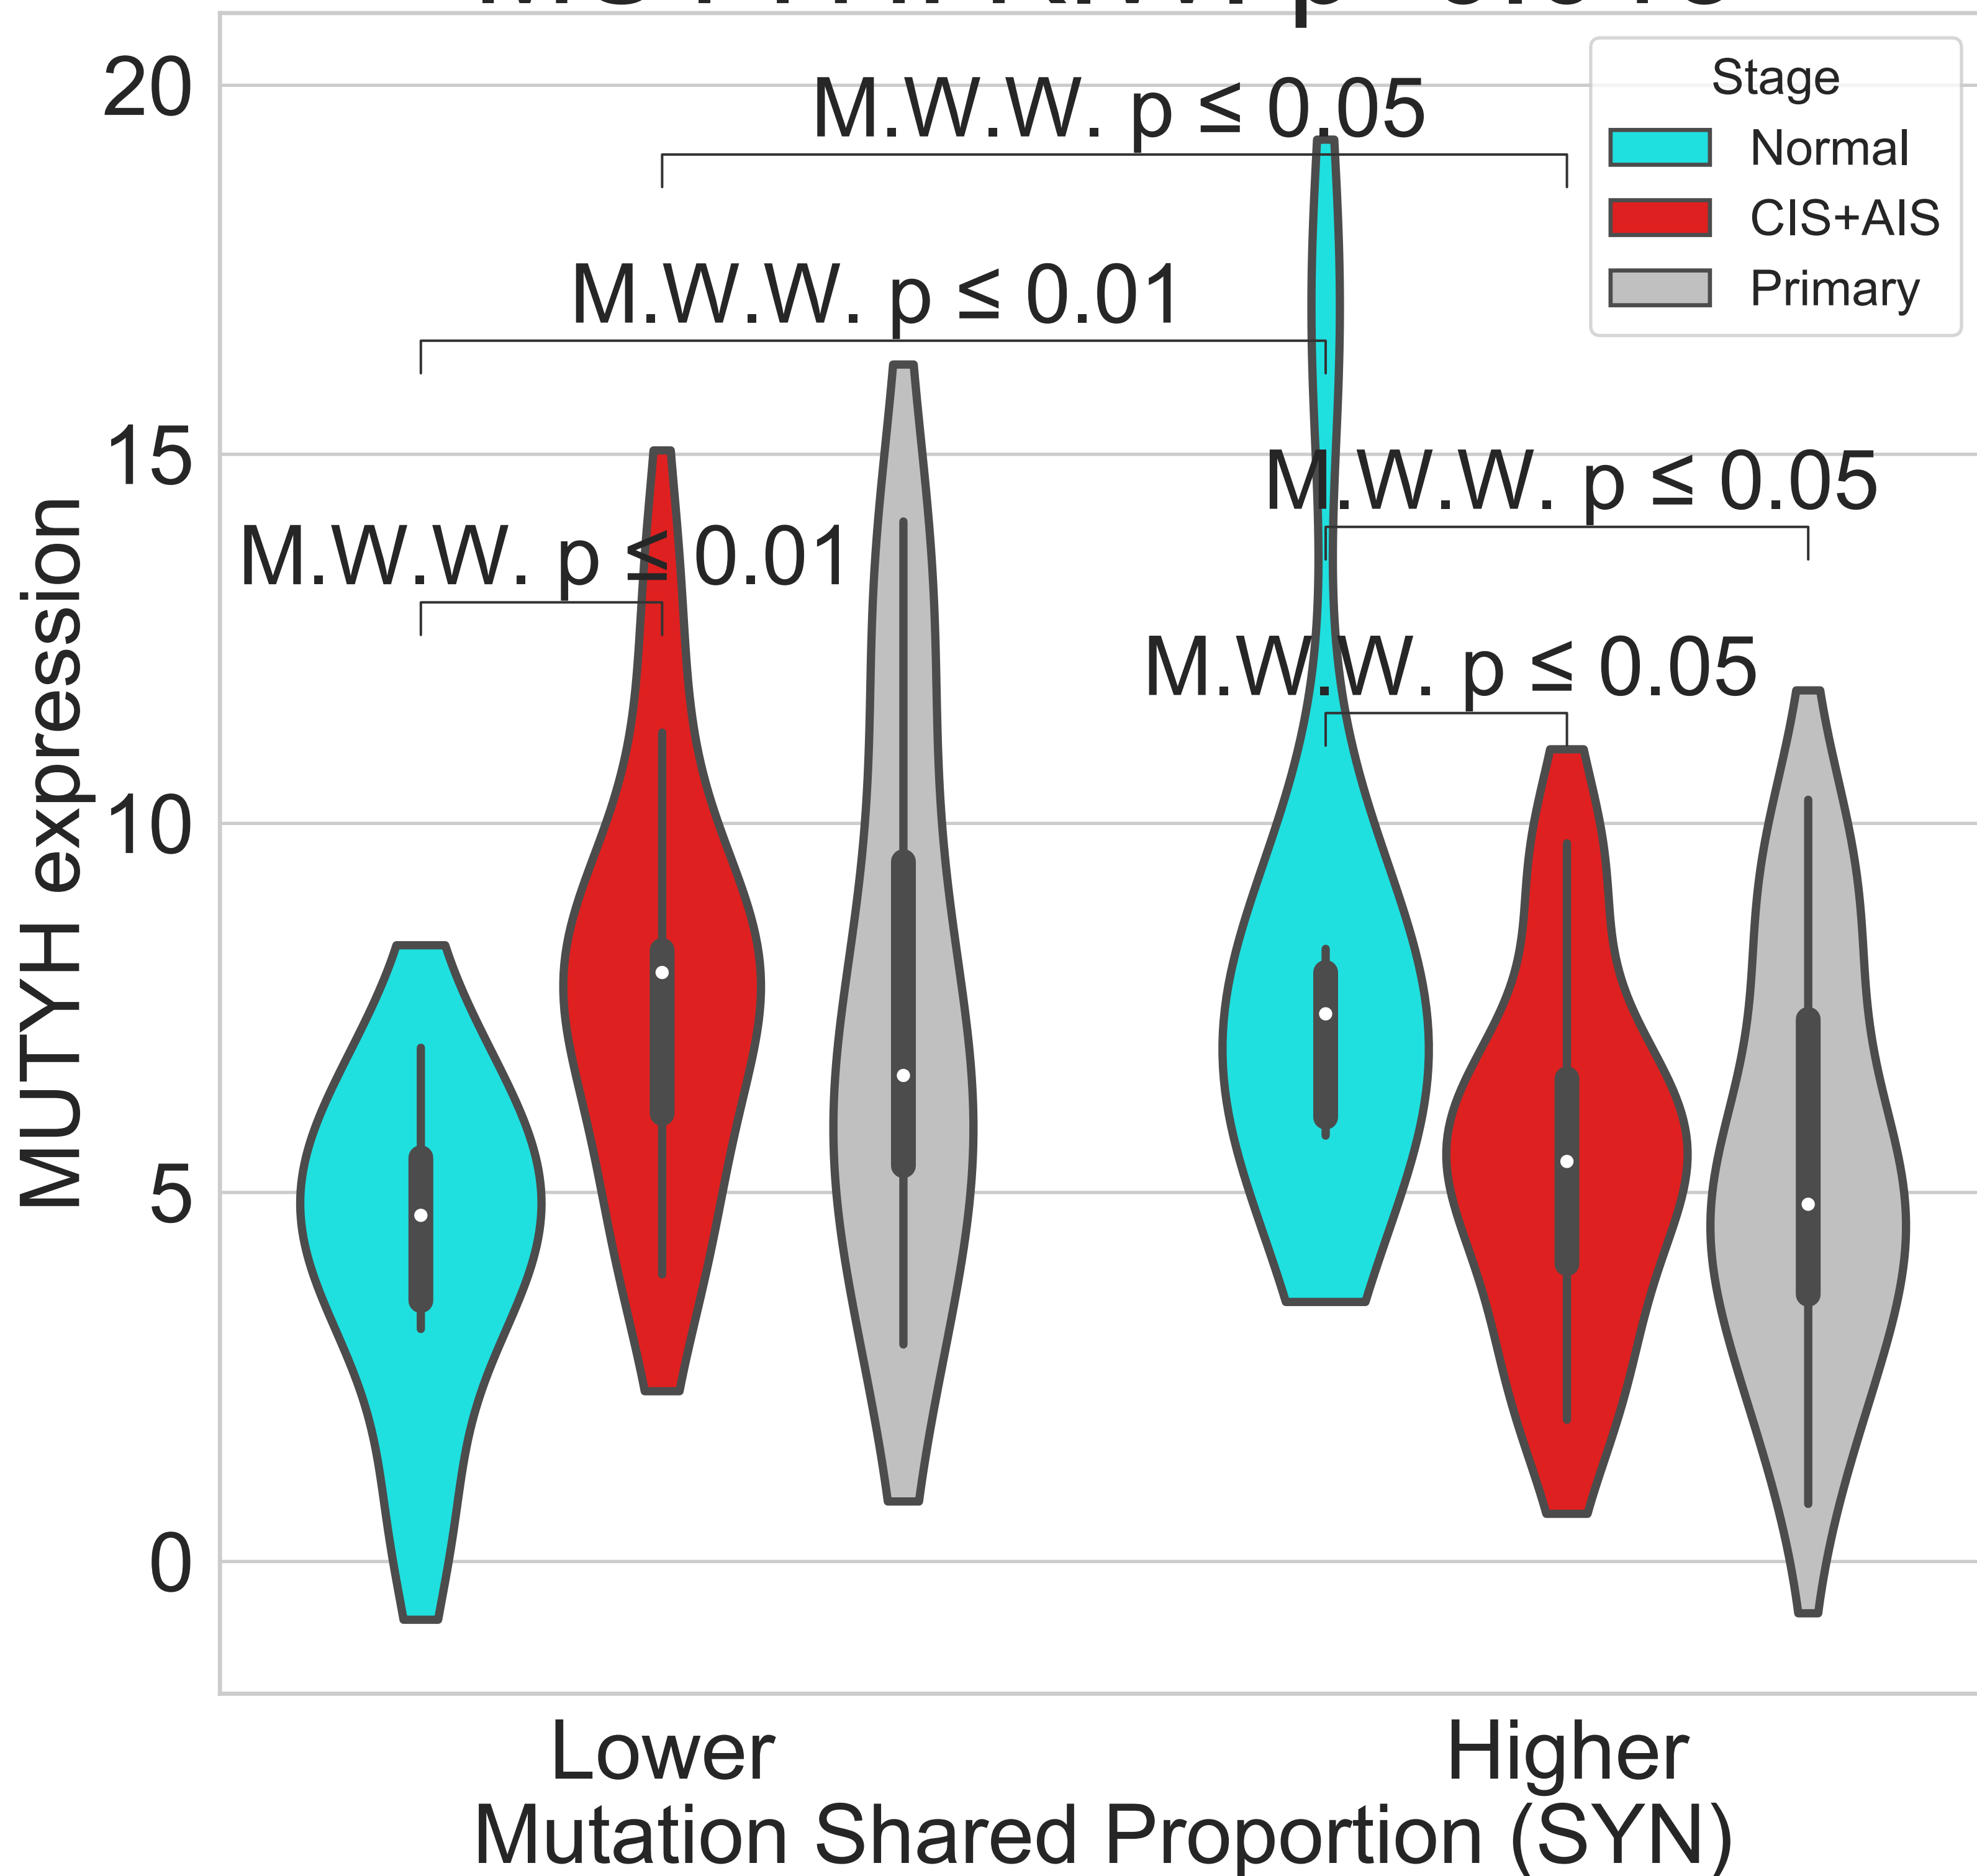 20
M.W.W. p ≤ 0.05
Stage
Normal
CIS+AIS
Primary
M.W.W. p ≤ 0.01
15
M.W.W. p ≤ 0.05
M.W.W. p ≤ 0.01
M.W.W. p ≤ 0.05
10
5
0
MUTYH expression
Lower
Higher
Mutation Shared Proportion (SYN)